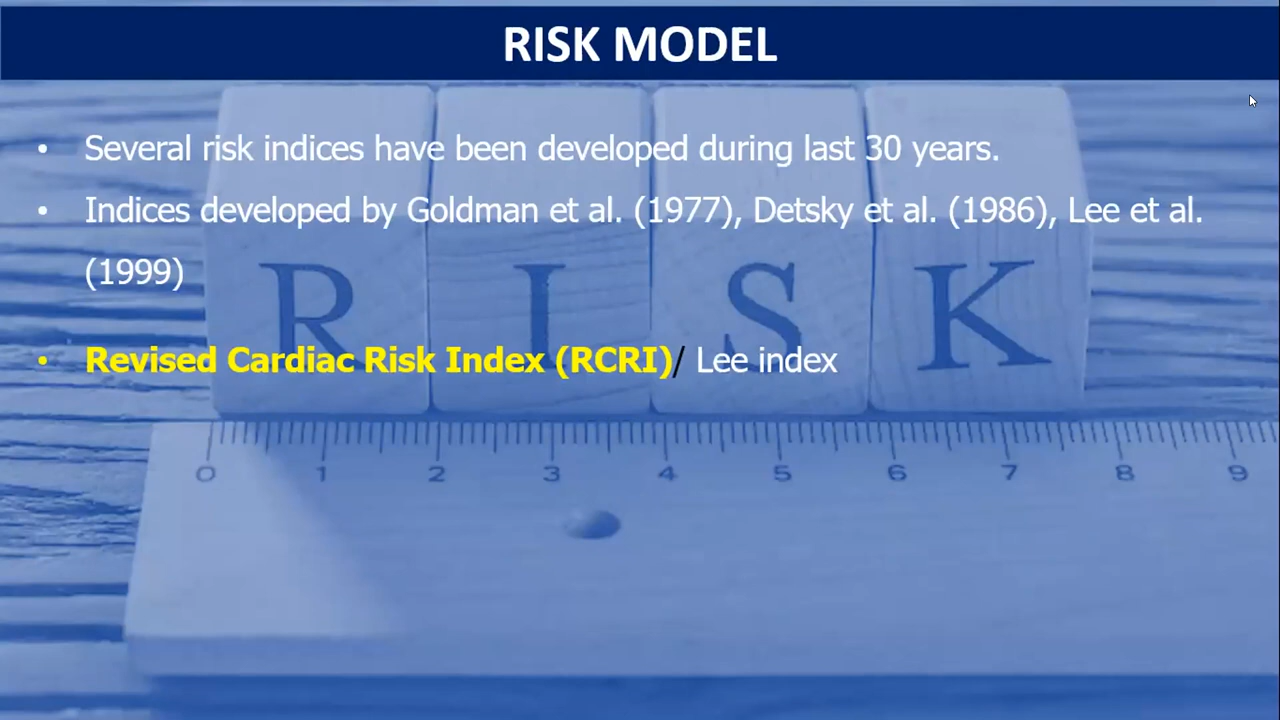 RISK MODEL
• Several risk indices have been developed during last 30 years.
• Indices developed by Goldman et al. (1977), Detsky et al. (1986), Lee et al.
(1999)
• Revised Cardiac Risk Index (RCRI)/ Lee index
R I S K
0 1 2 3 4 5 6 7 8 9